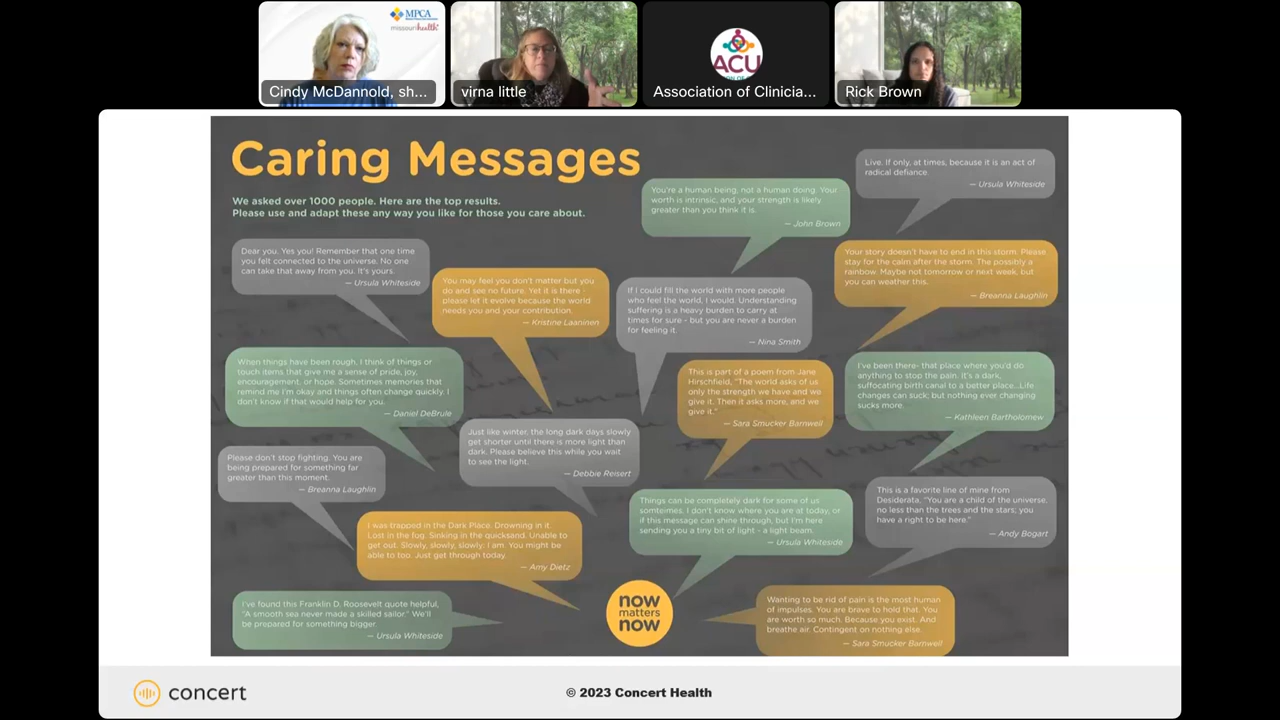 MPCA
missourihealth+
Cindy McDannold, sh...
virna little
ACU
Association of Clinicia...
Rick Brown
Caring Messages
We asked over 1000 people. Here are the top results.
Please use and adapt these any way you like for those you care about.
Live. If only, at times, because it is an act of
radical defiance.
— Ursula Whiteside
You're a human being, not a human doing. Your
worth is intrinsic, and your strength is likely
greater than you think it is.
— John Brown
Dear you. Yes you! Remember that one time
you felt connected to the universe. No one
can take that away from you. It's yours.
— Ursula Whiteside
Your story doesn't have to end in this storm. Please
stay for the calm after the storm. The possibly a
rainbow. Maybe not tomorrow or next week, but
you can weather this.
— Breanna Laughlin
You may feel you don't matter but you
do and see no future. Yet it is there -
please let it evolve because the world
needs you and your contribution.
— Kristine Laaninen
If I could fill the world with more people
who feel the world, I would. Understanding
suffering is a heavy burden to carry at
times for sure - but you are never a burden
for feeling it.
— Nina Smith
When things have been rough, I think of things or
touch items that give me a sense of pride, joy,
encouragement, or hope. Sometimes memories that
remind me I'm okay and things often change quickly. I
don't know if that would help for you.
— Daniel DeBrule
This is part of a poem from Jane
Hirschfield, "The world asks of us
only the strength we have and we
give it. Then it asks more, and we
give it."
— Sara Smucker Barnwell
I've been there- that place where you'd do
anything to stop the pain. It's a dark,
suffocating birth canal to a better place...Life
changes can suck; but nothing ever changing
sucks more.
— Kathleen Bartholomew
Just like winter, the long dark days slowly
get shorter until there is more light than
dark. Please believe this while you wait
to see the light.
— Debbie Reisert
Please don't stop fighting. You are
being prepared for something far
greater than this moment.
— Breanna Laughlin
Things can be completely dark for some of us
somteimes. I don't know where you are at today, or
if this message can shine through, but I'm here
sending you a tiny bit of light - a light beam.
— Ursula Whiteside
This is a favorite line of mine from
Desiderata, "You are a child of the universe,
no less than the trees and the stars; you
have a right to be here."
— Andy Bogart
I was trapped in the Dark Place. Drowning in it.
Lost in the fog. Sinking in the quicksand. Unable to
get out. Slowly, slowly, slowly: I am. You might be
able to too. Just get through today.
— Amy Dietz
I've found this Franklin D. Roosevelt quote helpful,
"A smooth sea never made a skilled sailor." We'll
be prepared for something bigger
— Ursula Whiteside
now
matters
now
Wanting to be rid of pain is the most human
of impulses. You are brave to hold that. You
are worth so much. Because you exist. And
breathe air. Contingent on nothing else.
— Sara Smucker Barnwell
concert
© 2023 Concert Health